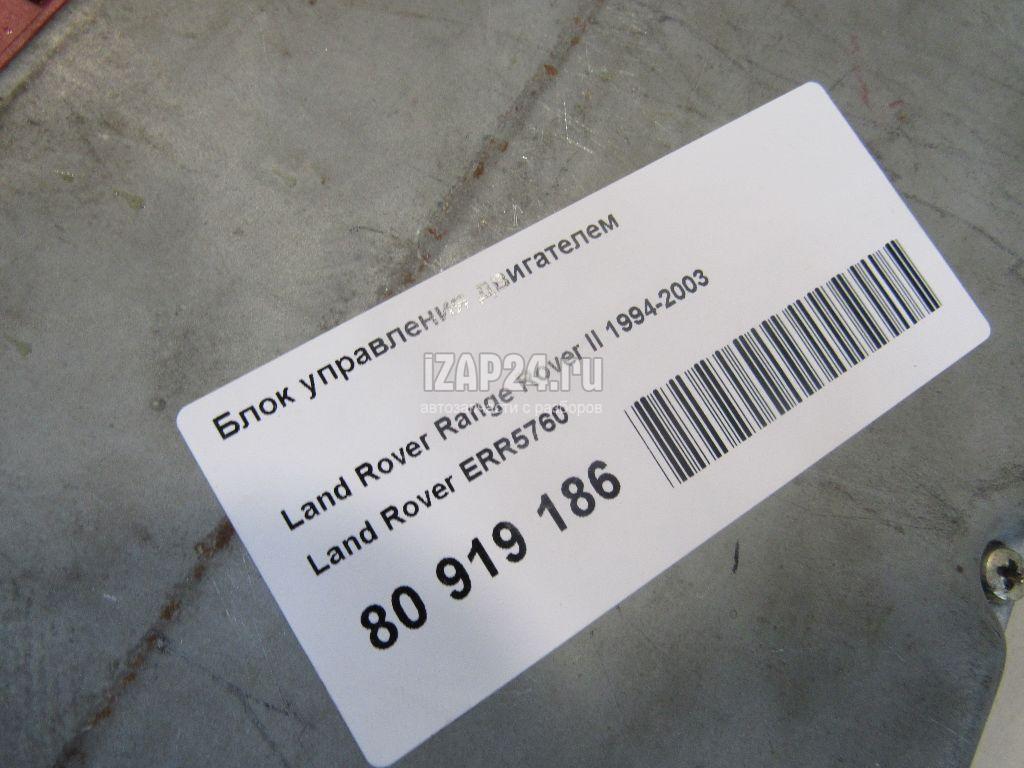 Блок управления двигателем
Land Rover Range Rover II 1994-2003
Land Rover ERR5760
80 919 186
iZAP24.ru
автозапчасти с разборов